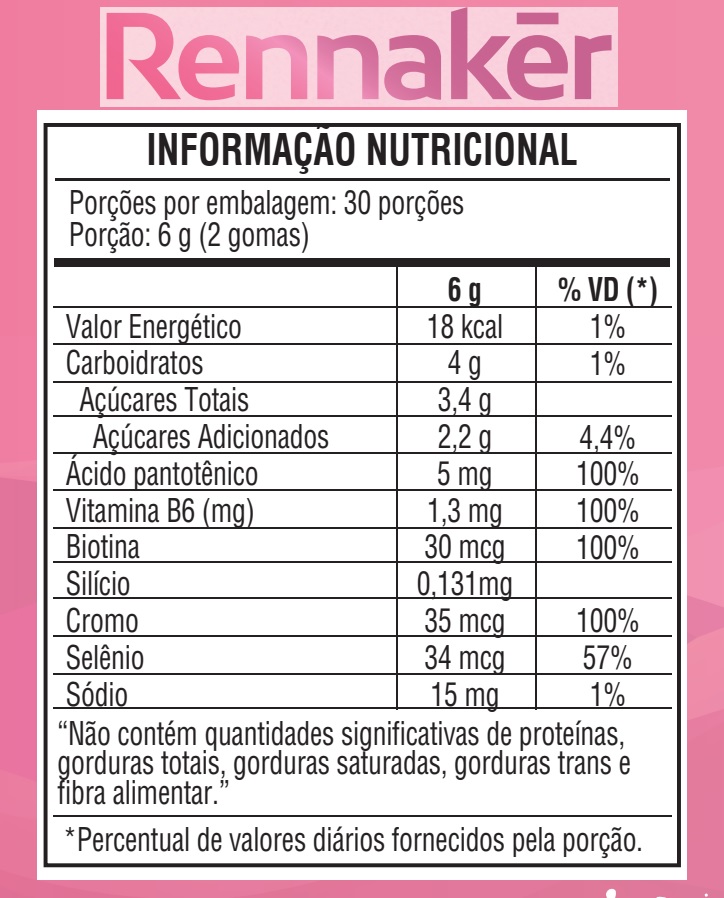 Rennakēr
INFORMAÇÃO NUTRICIONAL
Porções por embalagem: 30 porções
Porção: 6 g (2 gomas)
6 g % VD (*)
Valor Energético 18 kcal 1%
Carboidratos 4 g 1%
Açúcares Totais 3,4 g
Açúcares Adicionados 2,2 g 4,4%
Ácido pantotênico 5 mg 100%
Vitamina B6 (mg) 1,3 mg 100%
Biotina 30 mcg 100%
Silício 0,131mg
Cromo 35 mcg 100%
Selênio 34 mcg 57%
Sódio 15 mg 1%
“Não contém quantidades significativas de proteínas,
gorduras totais, gorduras saturadas, gorduras trans e
fibra alimentar.”
*Percentual de valores diários fornecidos pela porção.